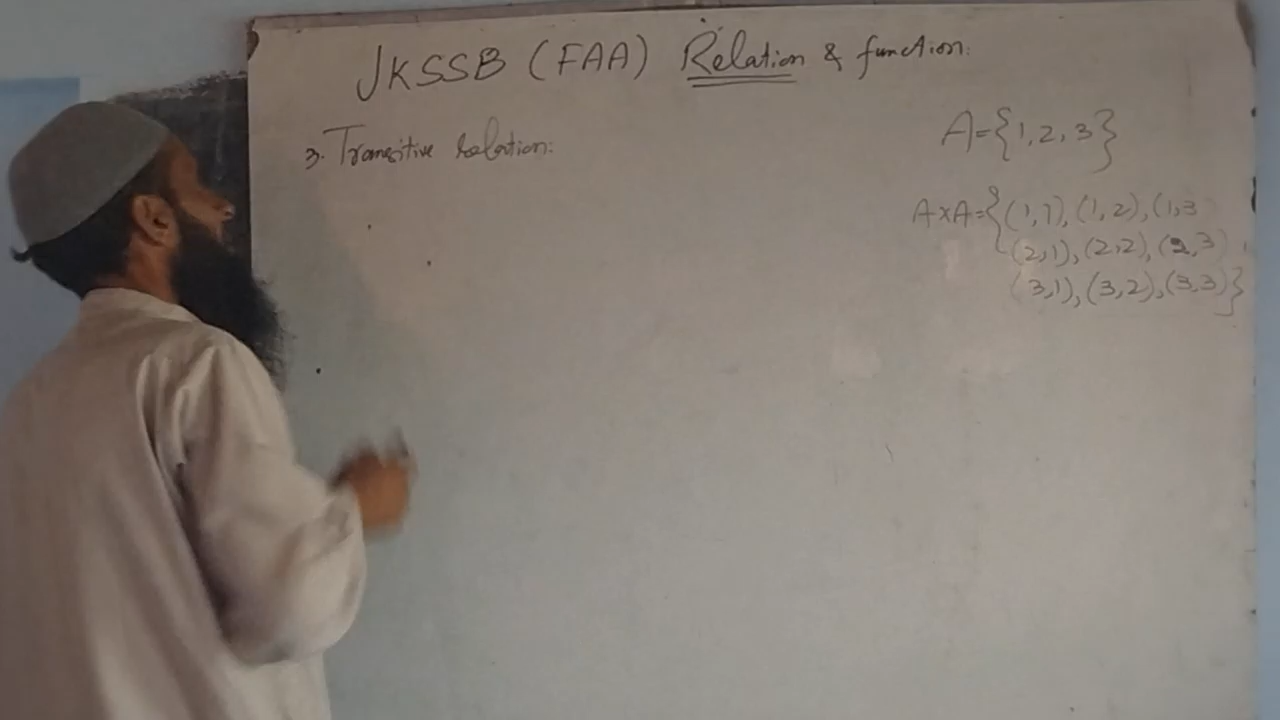 JKSSB (FAA) Relation & function:
3. Transitive relation:
A={1,2,3}
A×A={(1,1),(1,2),(1,3
(2,1),(2,2),(2,3),
(3,1),(3,2),(3,3)}